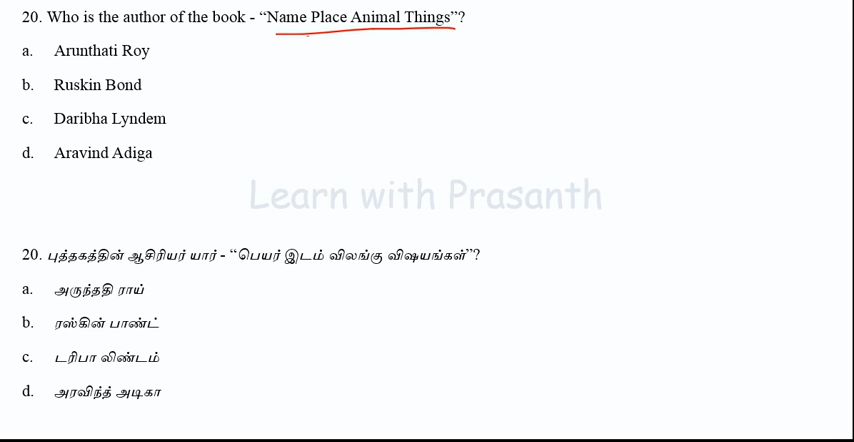 20. Who is the author of the book - “Name Place Animal Things”?
a. Arunthati Roy
b. Ruskin Bond
c. Daribha Lyndem
d. Aravind Adiga
Learn with Prasanth
20. புத்தகத்தின் ஆசிரியர் யார் - “பெயர் இடம் விலங்கு விஷயங்கள்”?
a. அருந்ததி ராய்
b. ரஸ்கின் பாண்ட்
c. டரிபா லிண்டம்
d. அரவிந்த் அடிகா